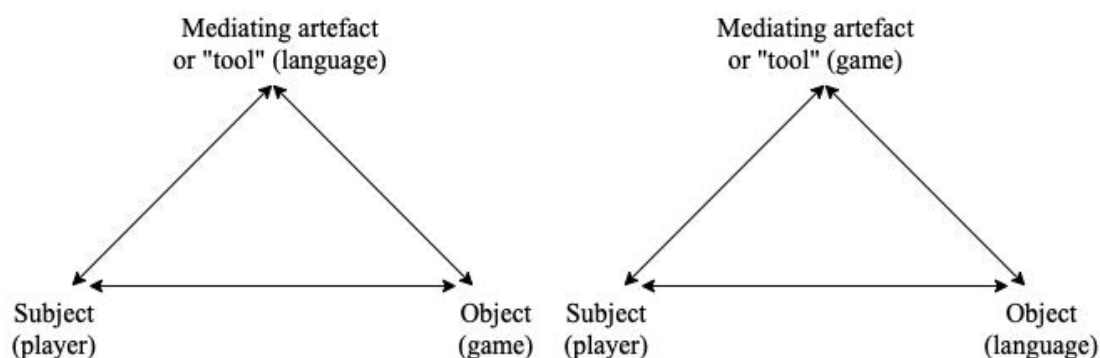 Mediating artefact
or "tool" (language)
Mediating artefact
or "tool" (game)
Subject
(player)
Object
(game)
Subject
(player)
Object
(language)